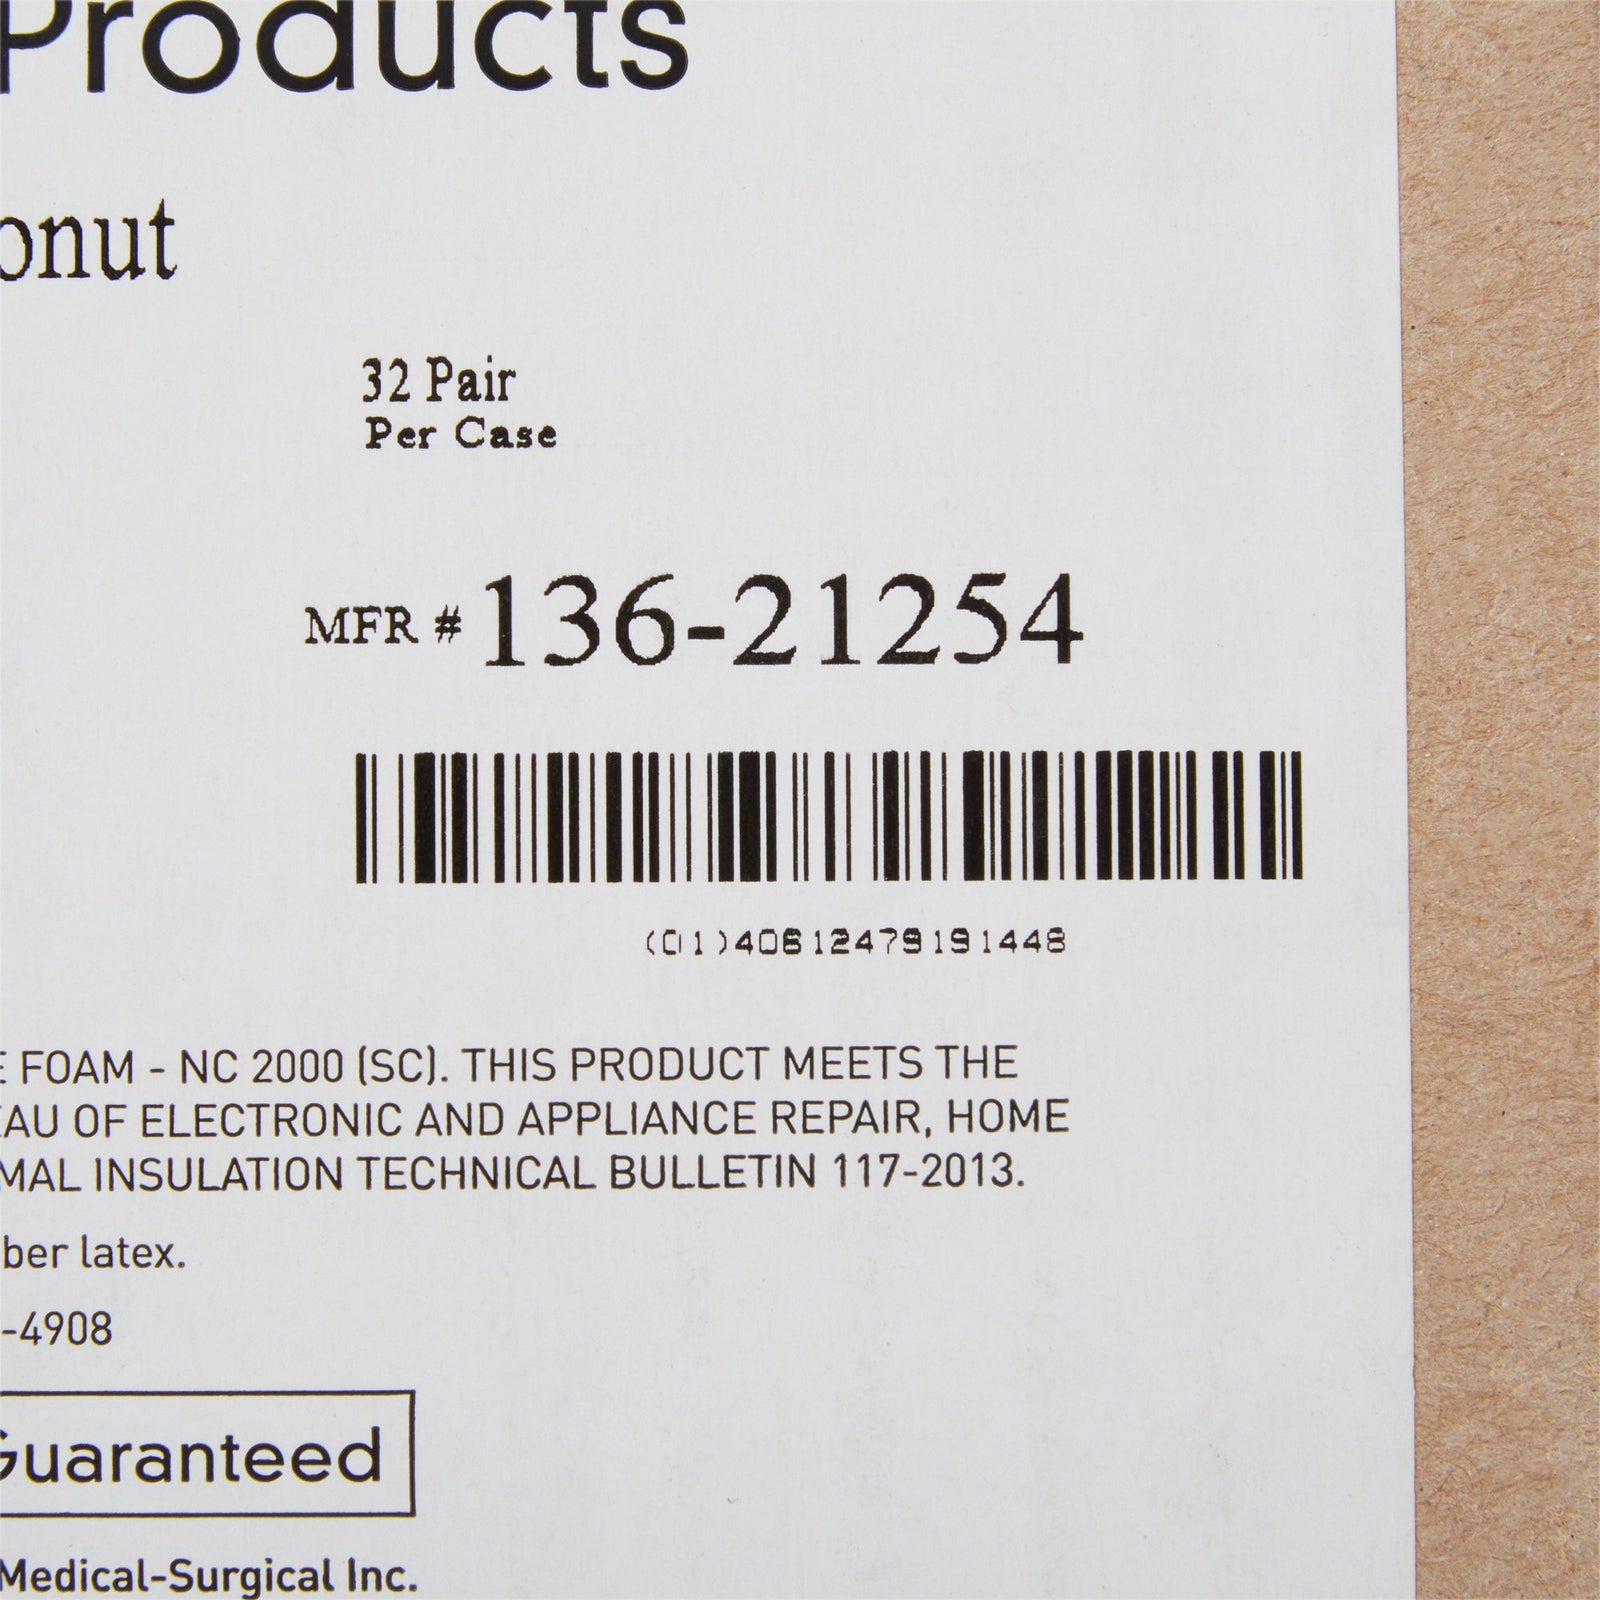 Products
onut
32 Pair
Per Case
MFR # 136-21254
(01)40612479191448
E FOAM - NC 2000 (SC). THIS PRODUCT MEETS THE
EAU OF ELECTRONIC AND APPLIANCE REPAIR, HOME
MAL INSULATION TECHNICAL BULLETIN 117-2013.
ber latex.
-4908
Guaranteed
Medical-Surgical Inc.